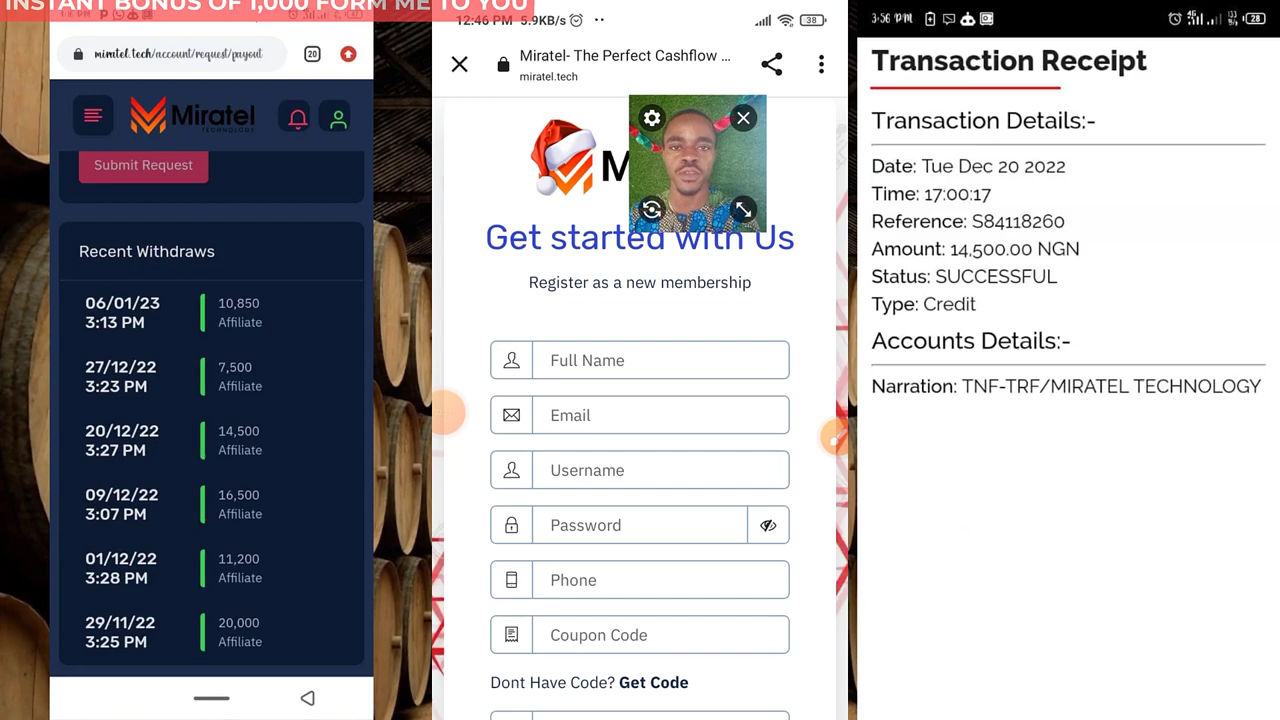 INSTANT BONUS OF 1,000 FORM ME TO YOU
miratel.tech/account/request/payout
20
Miratel
TECHNOLOGY
Submit Request
Recent Withdraws
06/01/23
3:13 PM
10,850
Affiliate
27/12/22
3:23 PM
7,500
Affiliate
20/12/22
3:27 PM
14,500
Affiliate
09/12/22
3:07 PM
16,500
Affiliate
01/12/22
3:28 PM
11,200
Affiliate
29/11/22
3:25 PM
20,000
Affiliate
12:46 PM 5.9KB/s
38
Miratel- The Perfect Cashflow ...
miratel.tech
M
Get started with Us
Register as a new membership
Full Name
Email
Username
Password
Phone
Coupon Code
Dont Have Code? Get Code
3:56 PM
28
Transaction Receipt
Transaction Details:-
Date: Tue Dec 20 2022
Time: 17:00:17
Reference: S84118260
Amount: 14,500.00 NGN
Status: SUCCESSFUL
Type: Credit
Accounts Details:-
Narration: TNF-TRF/MIRATEL TECHNOLOGY